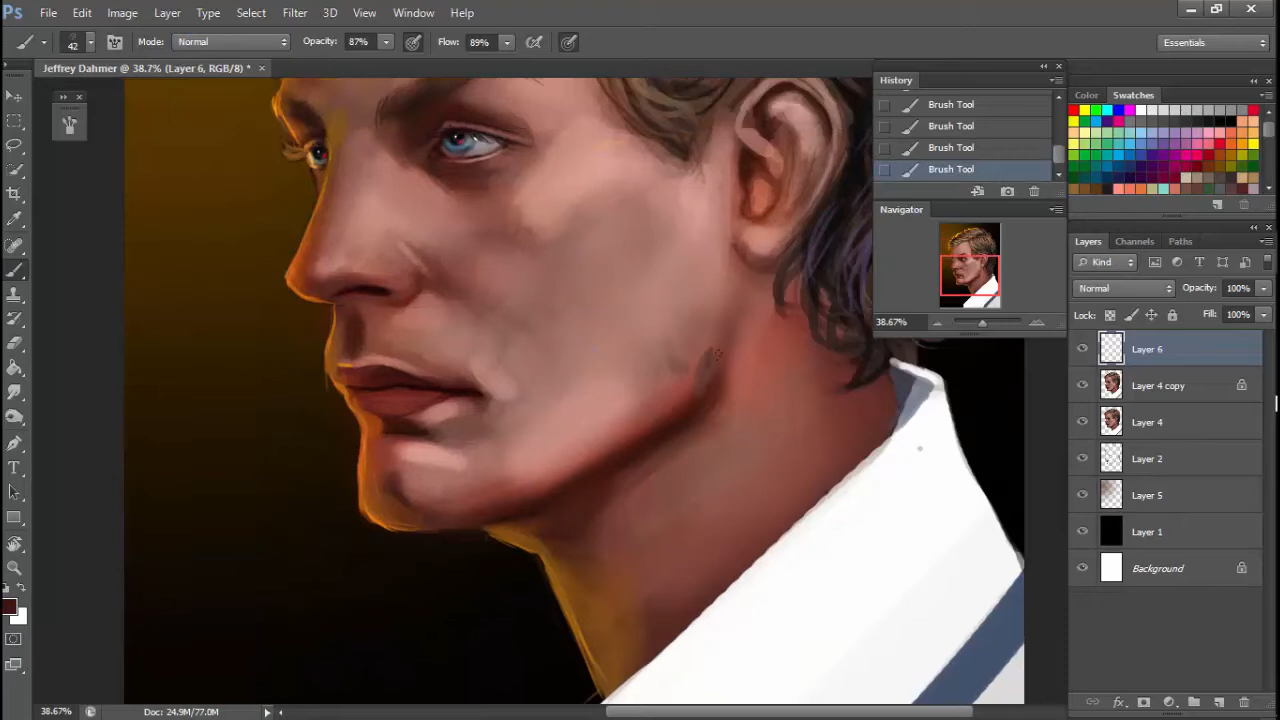 Ps File Edit Image Layer Type Select Filter 3D View Window Help
42 Mode: Normal Opacity: 87% Flow: 89% Essentials
Jeffrey Dahmer @ 38.7% (Layer 6, RGB/8) *
History
Brush Tool
Brush Tool
Brush Tool
Brush Tool
Navigator
38.67%
Color Swatches
Layers Channels Paths
Kind
Normal Opacity: 100%
Lock: Fill: 100%
Layer 6
Layer 4 copy
Layer 4
Layer 2
Layer 5
Layer 1
Background
38.67% Doc: 24.9M/77.0M